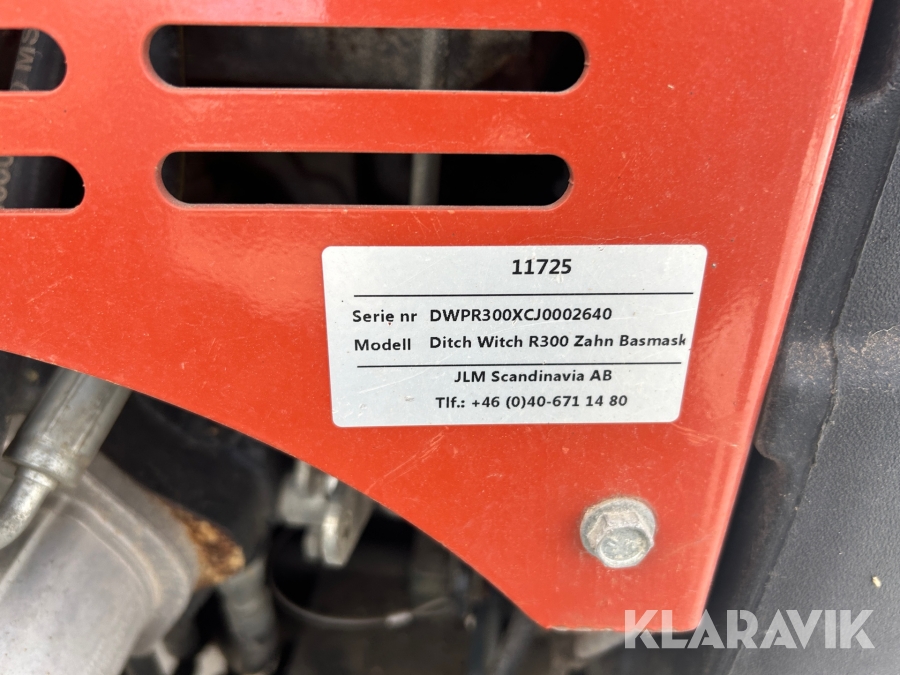 11725
Serie nr DWPR300XCJ0002640
Modell Ditch Witch R300 Zahn Basmask
JLM Scandinavia AB
Tlf.: +46 (0)40-671 14 80
KLARAVIK